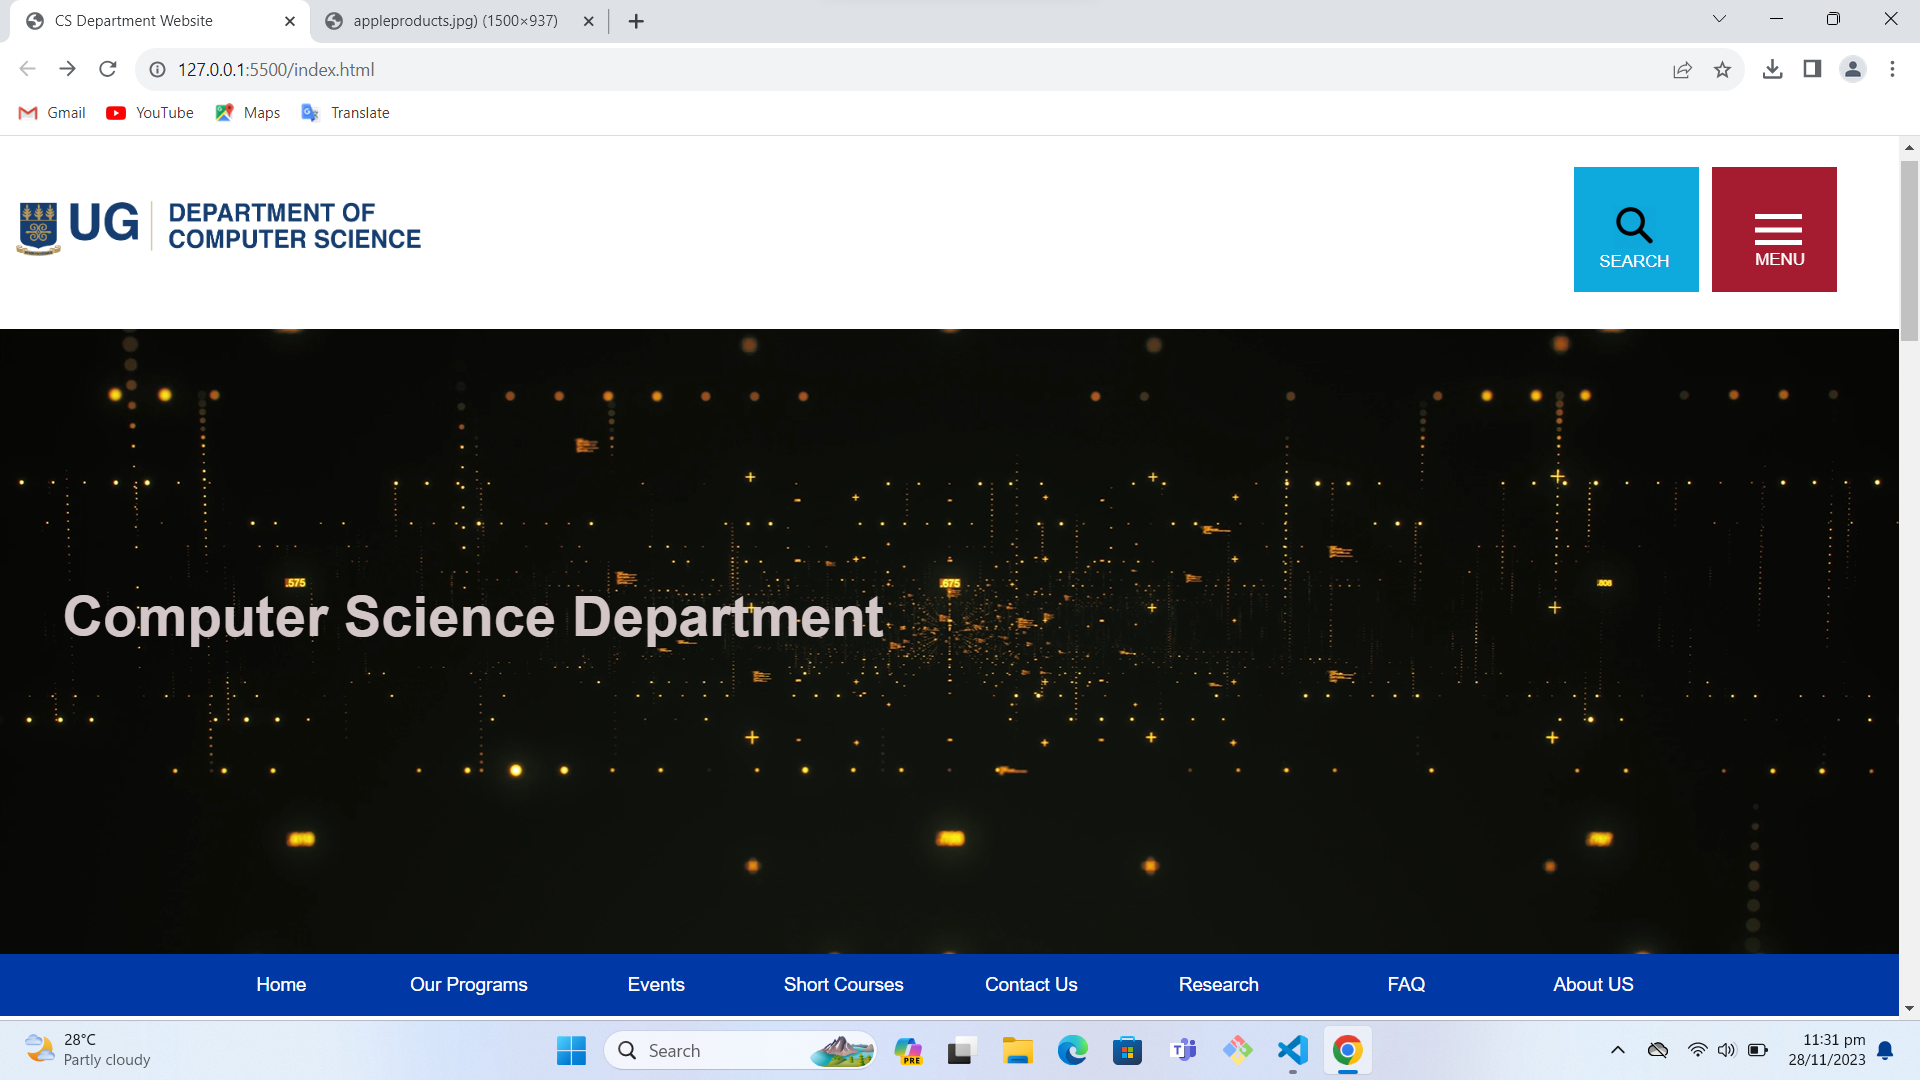 CS Department Website
appleproducts.jpg) (1500×937)
127.0.0.1:5500/index.html
Gmail
YouTube
Maps
Translate
UG
DEPARTMENT OF
COMPUTER SCIENCE
SEARCH
MENU
.575
.675
.808
Computer Science Department
Home
Our Programs
Events
Short Courses
Contact Us
Research
FAQ
About US
28°C
Partly cloudy
Search
PRE
11:31 pm
28/11/2023